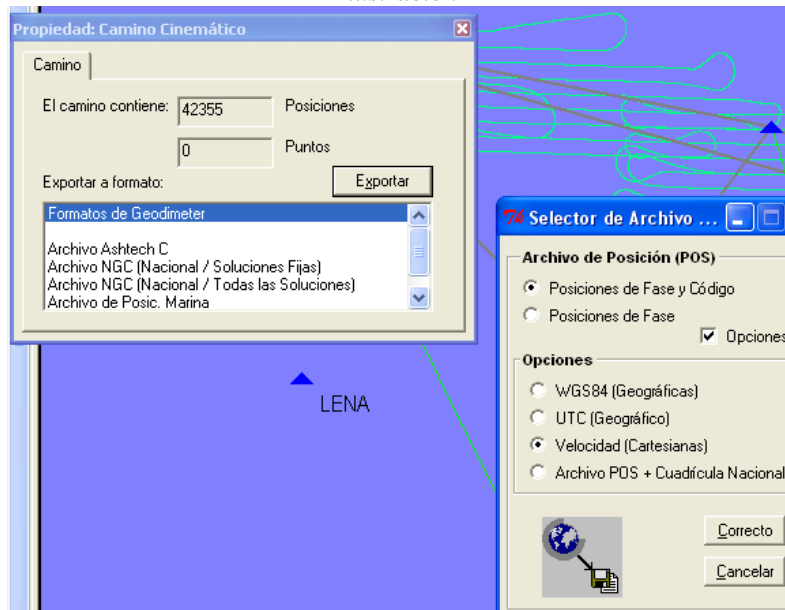 Propiedad: Camino Cinemático
Camino
El camino contiene: 42355 Posiciones
0 Puntos
Exportar a formato: Exportar
Formatos de Geodimeter
Archivo Ashtech C
Archivo NGC (Nacional / Soluciones Fijas)
Archivo NGC (Nacional / Todas las Soluciones)
Archivo de Posic. Marina
LENA
Selector de Archivo ...
Archivo de Posición (POS)
Posiciones de Fase y Código
Posiciones de Fase
Opciones
Opciones
WGS84 (Geográficas)
UTC (Geográfico)
Velocidad (Cartesianas)
Archivo POS + Cuadrícula Nacional
Correcto
Cancelar